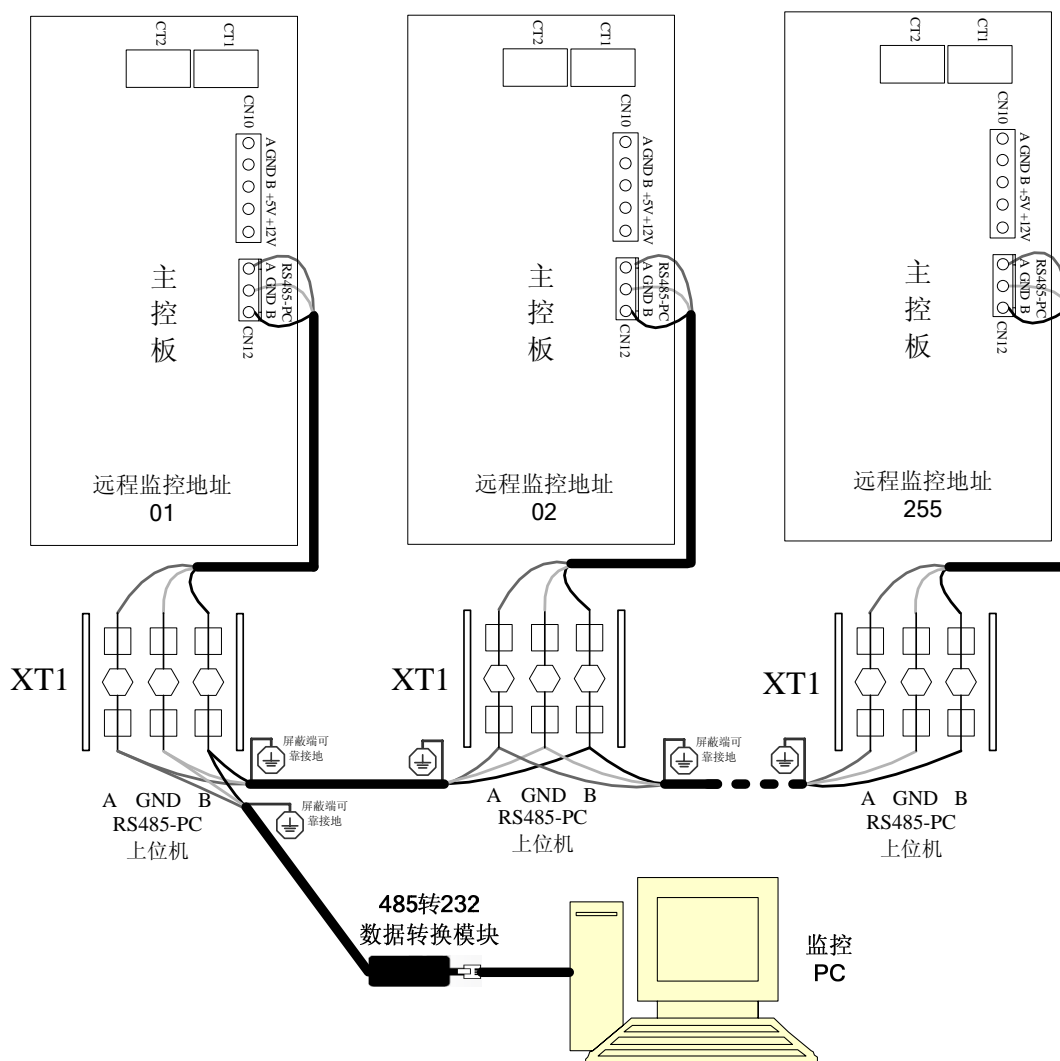 CT2
CT1
CN10
A GND B +5V +12V
RS485-PC
A GND B
CN12
主控板
远程监控地址
01
CT2
CT1
CN10
A GND B +5V +12V
RS485-PC
A GND B
CN12
主控板
远程监控地址
02
CT2
CT1
CN10
A GND B +5V +12V
RS485-PC
A GND B
CN12
主控板
远程监控地址
255
XT1
XT1
XT1
屏蔽端可
靠接地
屏蔽端可
靠接地
屏蔽端可
靠接地
A GND B
RS485-PC
上位机
A GND B
RS485-PC
上位机
A GND B
RS485-PC
上位机
485转232
数据转换模块
监控
PC